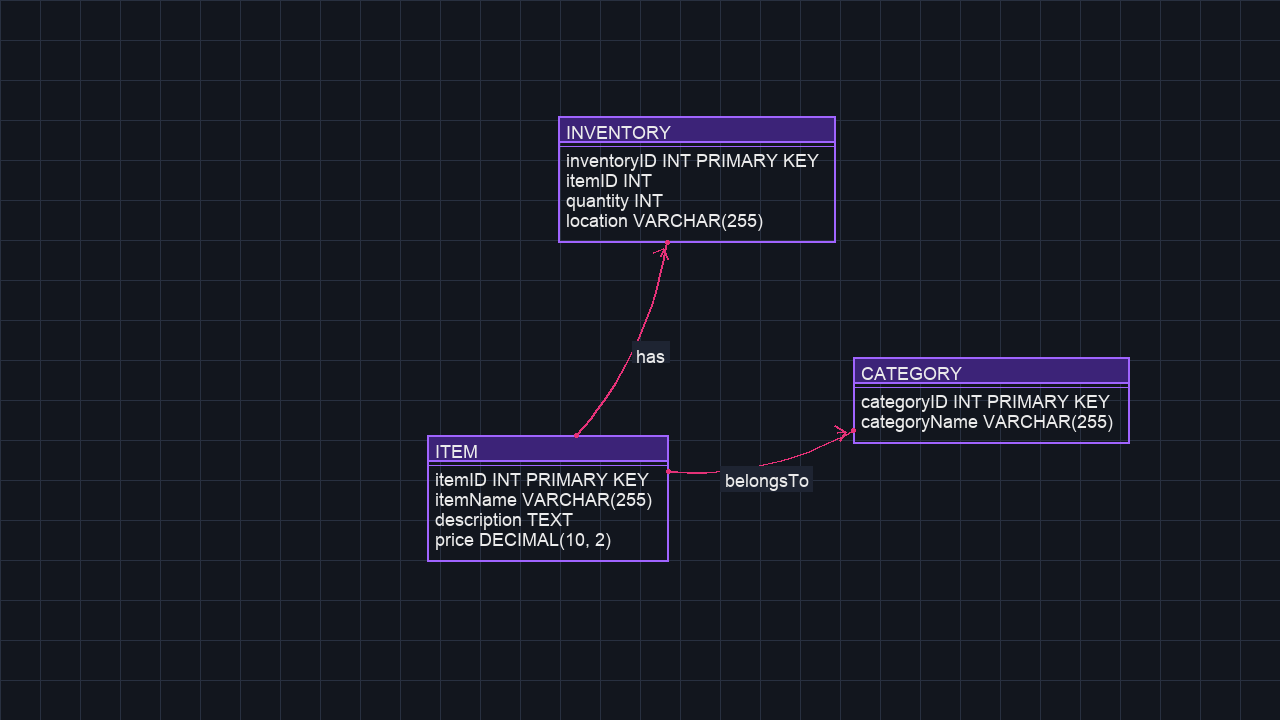 INVENTORY
inventoryID INT PRIMARY KEY
itemID INT
quantity INT
location VARCHAR(255)
has
CATEGORY
categoryID INT PRIMARY KEY
categoryName VARCHAR(255)
ITEM
itemID INT PRIMARY KEY
itemName VARCHAR(255)
description TEXT
price DECIMAL(10, 2)
belongsTo